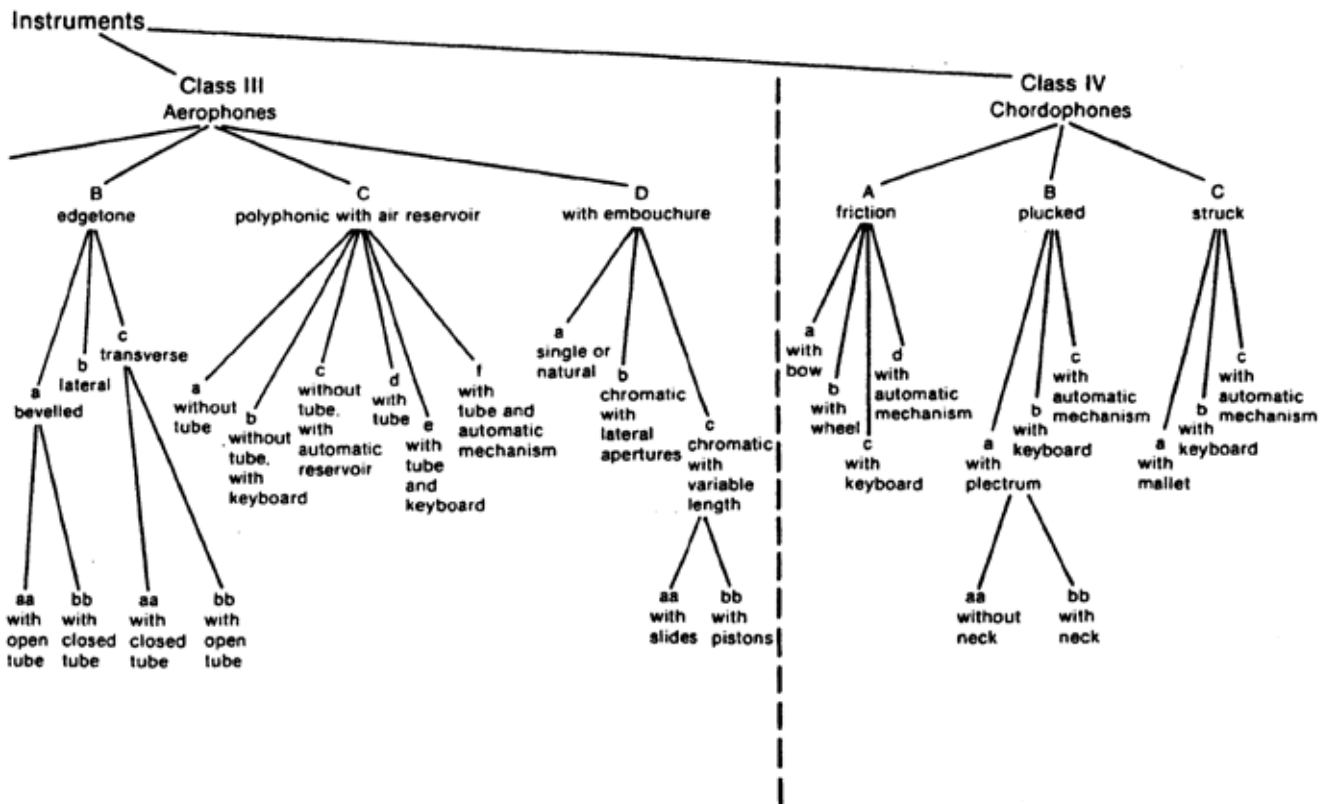 Instruments
Class III
Aerophones
Class IV
Chordophones
B
edgetone
C
polyphonic with air reservoir
D
with embouchure
A
friction
B
plucked
C
struck
a
bevelled
b
lateral
c
transverse
a
without
tube
b
without
tube,
with
keyboard
c
without
tube,
with
automatic
reservoir
d
with
tube
e
with
tube
and
keyboard
f
with
tube and
automatic
mechanism
a
single or
natural
b
chromatic
with
lateral
apertures
c
chromatic
with
variable
length
a
with
bow
b
with
wheel
c
with
keyboard
d
with
automatic
mechanism
a
with
plectrum
b
with
keyboard
c
with
automatic
mechanism
a
with
mallet
b
with
keyboard
c
with
automatic
mechanism
aa
with
open
tube
bb
with
closed
tube
aa
with
closed
tube
bb
with
open
tube
aa
with
slides
bb
with
pistons
aa
without
neck
bb
with
neck